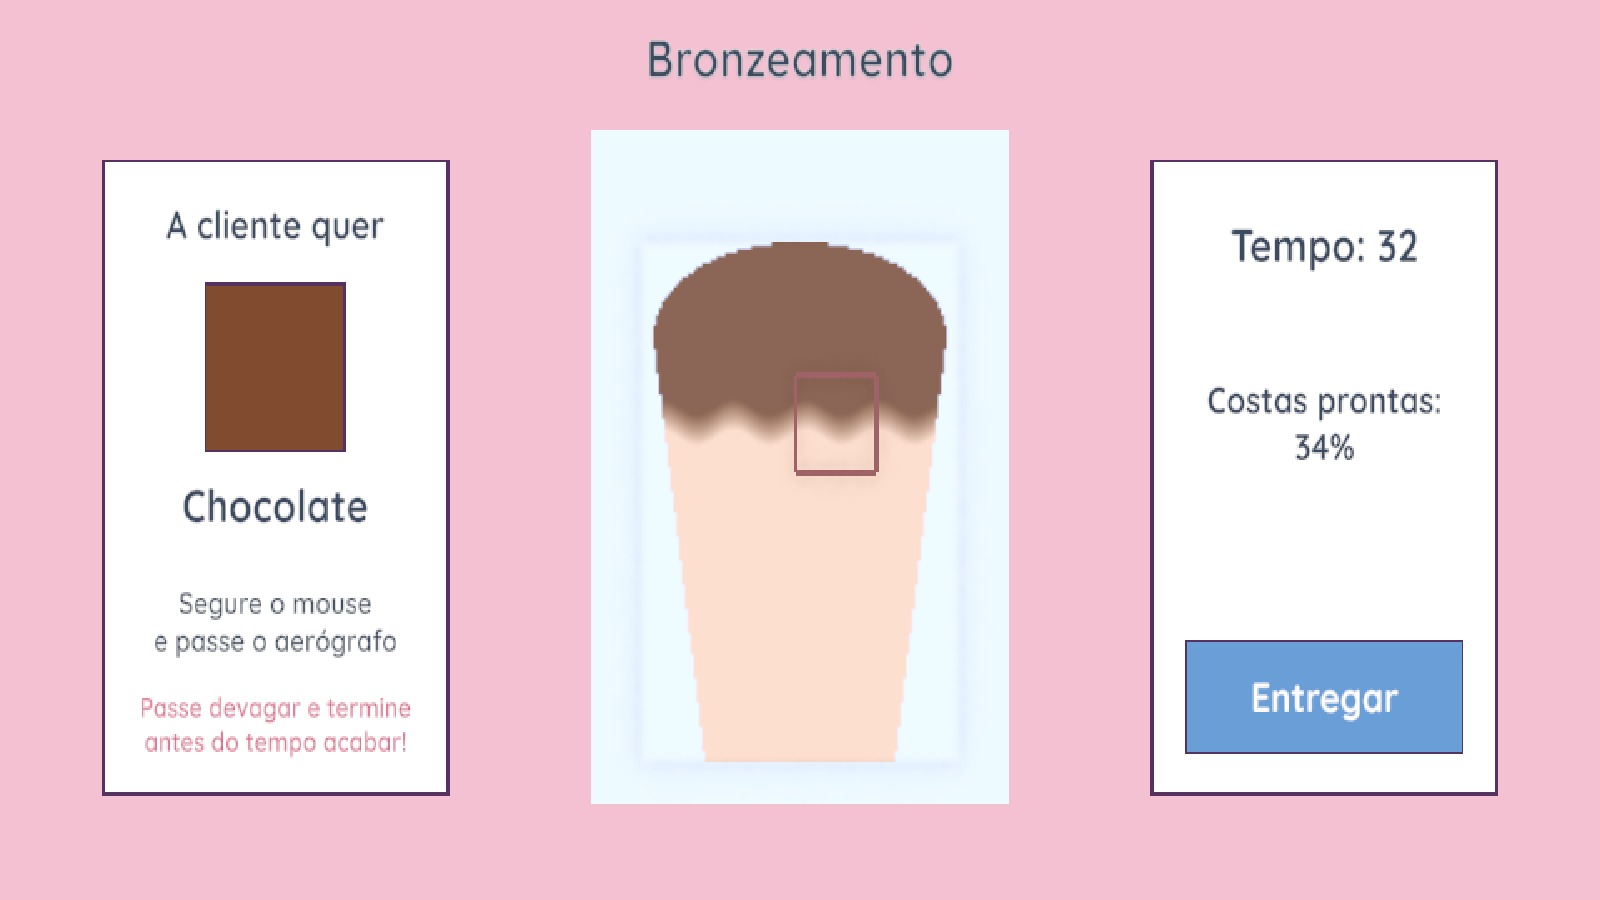 Bronzeamento
A cliente quer
Chocolate
Segure o mouse
e passe o aerógrafo
Passe devagar e termine
antes do tempo acabar!
Tempo: 32
Costas prontas:
34%
Entregar